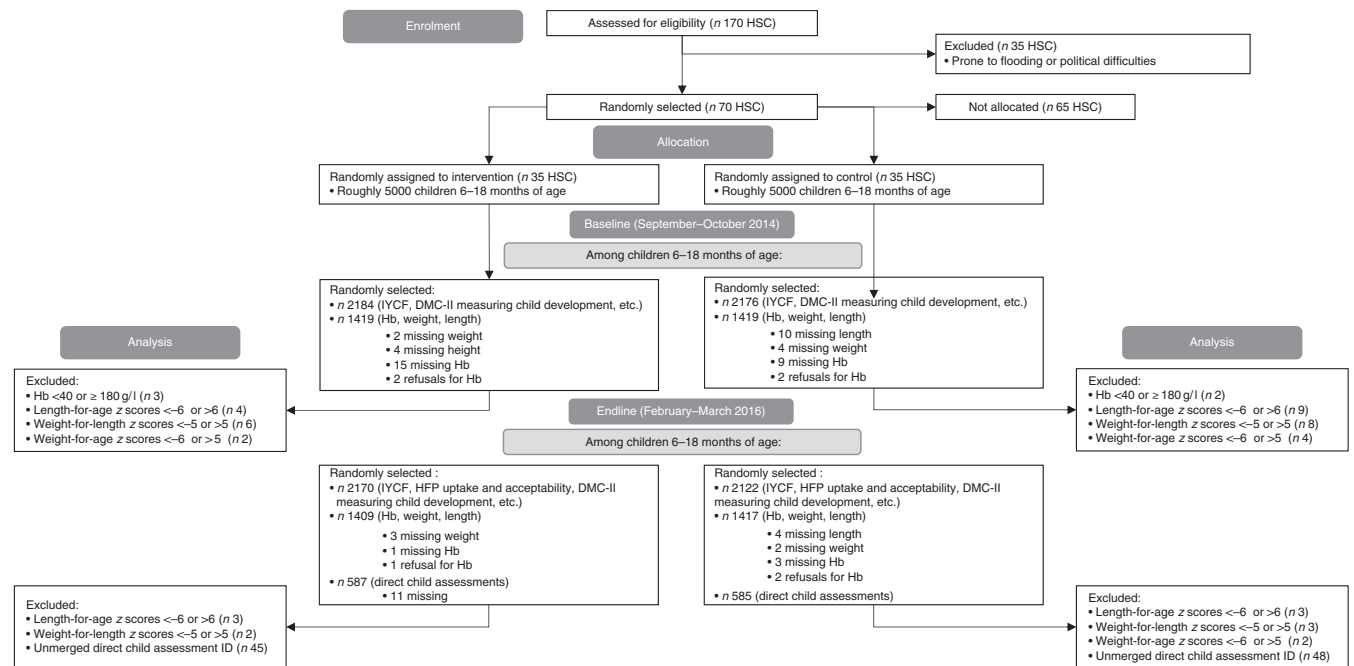 Enrolment
Assessed for eligibility (n 170 HSC)
Excluded (n 35 HSC)
• Prone to flooding or political difficulties
Randomly selected (n 70 HSC)
Not allocated (n 65 HSC)
Allocation
Randomly assigned to intervention (n 35 HSC)
• Roughly 5000 children 6–18 months of age
Randomly assigned to control (n 35 HSC)
• Roughly 5000 children 6–18 months of age
Baseline (September–October 2014)
Among children 6–18 months of age:
Randomly selected:
• n 2184 (IYCF, DMC-II measuring child development, etc.)
• n 1419 (Hb, weight, length)
• 2 missing weight
• 4 missing height
• 15 missing Hb
• 2 refusals for Hb
Randomly selected:
• n 2176 (IYCF, DMC-II measuring child development, etc.)
• n 1419 (Hb, weight, length)
• 10 missing length
• 4 missing weight
• 9 missing Hb
• 2 refusals for Hb
Analysis
Excluded:
• Hb <40 or ≥ 180 g/l (n 3)
• Length-for-age z scores <–6 or >6 (n 4)
• Weight-for-length z scores <–5 or >5 (n 6)
• Weight-for-age z scores <–6 or > 5 (n 2)
Analysis
Excluded:
• Hb <40 or ≥ 180 g/l (n 2)
• Length-for-age z scores <–6 or >6 (n 9)
• Weight-for-length z scores <–5 or >5 (n 8)
• Weight-for-age z scores <–6 or >5 (n 4)
Endline (February–March 2016)
Among children 6–18 months of age:
Randomly selected :
• n 2170 (IYCF, HFP uptake and acceptability, DMC-II
measuring child development, etc.)
• n 1409 (Hb, weight, length)
• 3 missing weight
• 1 missing Hb
• 1 refusal for Hb
• n 587 (direct child assessments)
• 11 missing
Randomly selected :
• n 2122 (IYCF, HFP uptake and acceptability, DMC-II
measuring child development, etc.)
• n 1417 (Hb, weight, length)
• 4 missing length
• 2 missing weight
• 3 missing Hb
• 2 refusals for Hb
• n 585 (direct child assessments)
Excluded:
• Length-for-age z scores <–6 or >6 (n 3)
• Weight-for-length z scores <–5 or >5 (n 2)
• Unmerged direct child assessment ID (n 45)
Excluded:
• Length-for-age z scores <–6 or >6 (n 3)
• Weight-for-length z scores <–5 or >5 (n 3)
• Weight-for-age z scores <–6 or >5 (n 2)
• Unmerged direct child assessment ID (n 48)